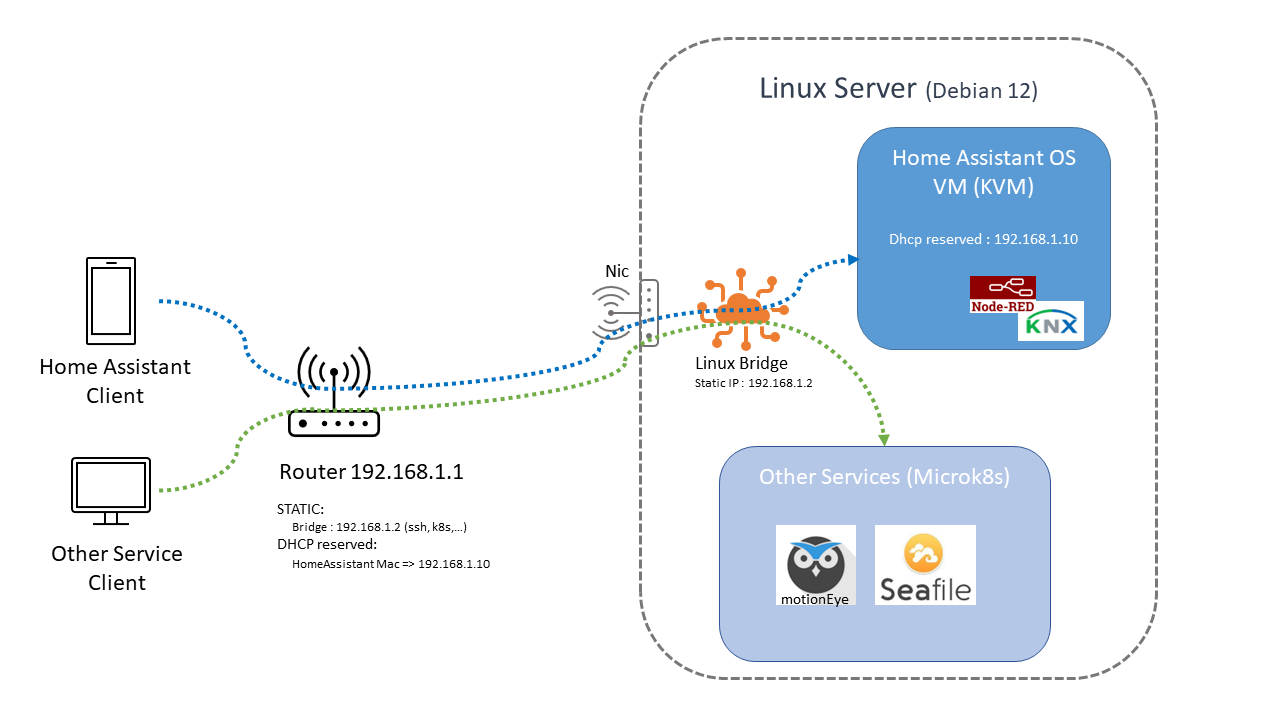 Linux Server (Debian 12)
Home Assistant OS
VM (KVM)
Dhcp reserved : 192.168.1.10
Node-RED
KNX
Nic
Linux Bridge
Static IP : 192.168.1.2
Home Assistant
Client
Router 192.168.1.1
STATIC:
Bridge : 192.168.1.2 (ssh, k8s,...)
DHCP reserved:
HomeAssistant Mac => 192.168.1.10
Other Service
Client
Other Services (Microk8s)
motionEye
Seafile